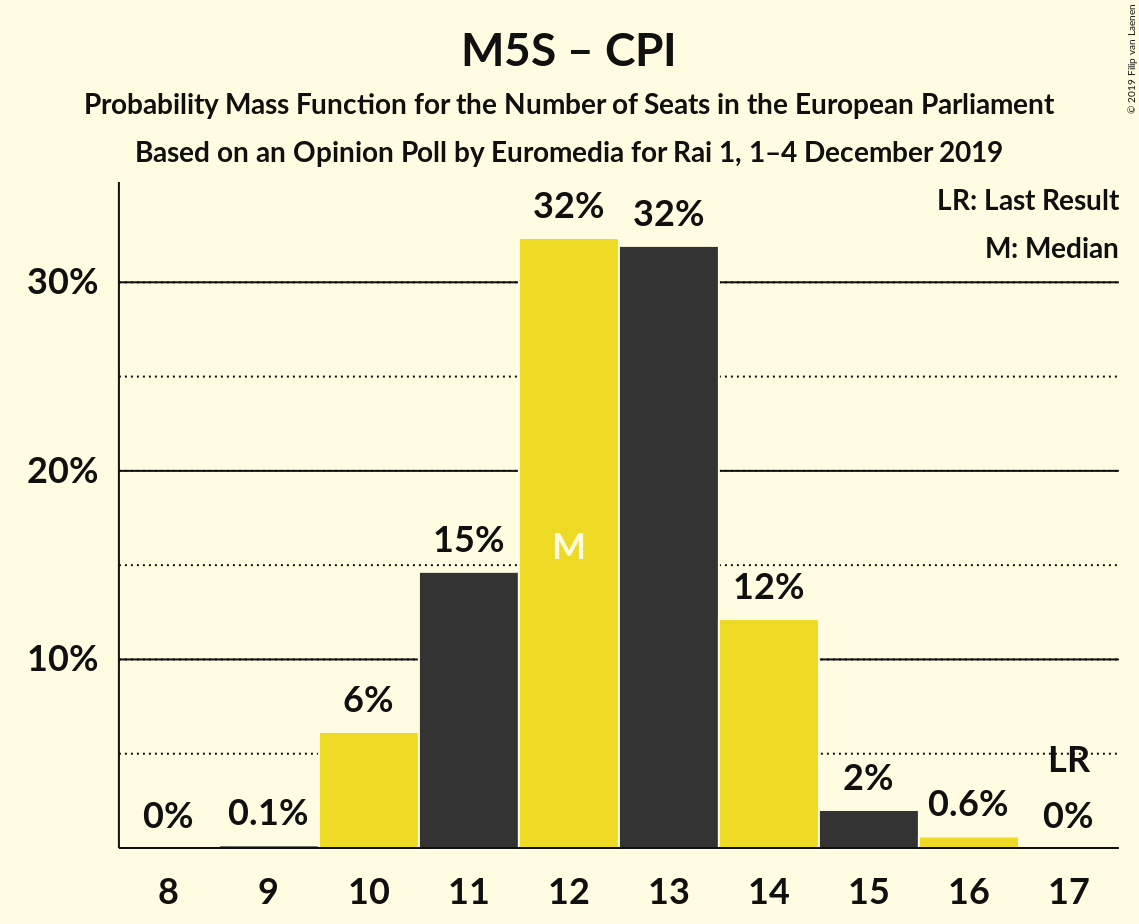 M5S – CPI
Probability Mass Function for the Number of Seats in the European Parliament
Based on an Opinion Poll by Euromedia for Rai 1, 1–4 December 2019
© 2019 Filip van Laenen
LR: Last Result
M: Median
30%
20%
10%
0%
0.1%
6%
15%
32%
M
32%
12%
2%
0.6%
LR
0%
8 9 10 11 12 13 14 15 16 17